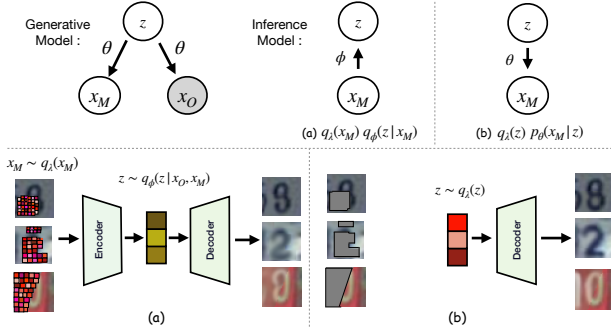 Generative Model :
z
θ θ
x_M x_O
Inference Model :
z
ϕ
x_M
(a) q_λ(x_M) q_ϕ(z | x_M)
z
θ
x_M
(b) q_λ(z) p_θ(x_M | z)
x_M ∼ q_λ(x_M)
z ∼ q_ϕ(z | x_O, x_M)
Encoder
Decoder
(a)
z ∼ q_λ(z)
Decoder
(b)